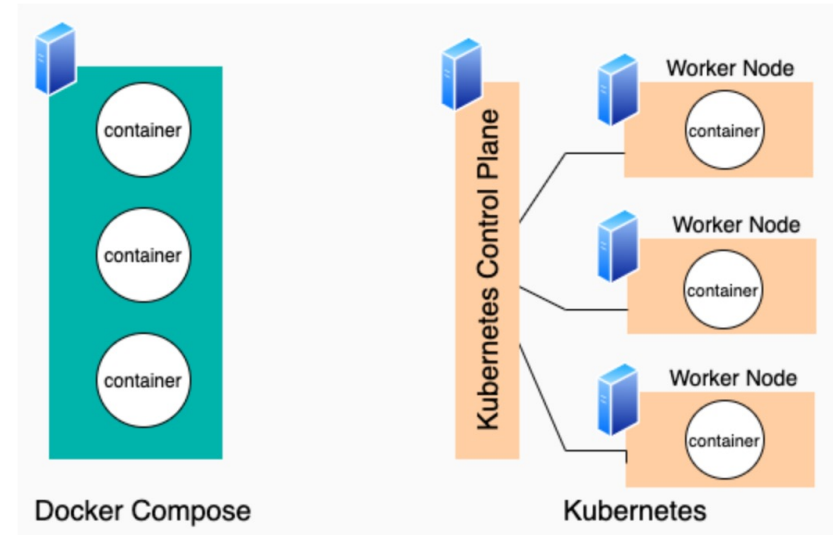 container
container
container
Docker Compose
Kubernetes Control Plane
Worker Node
container
Worker Node
container
Worker Node
container
Kubernetes